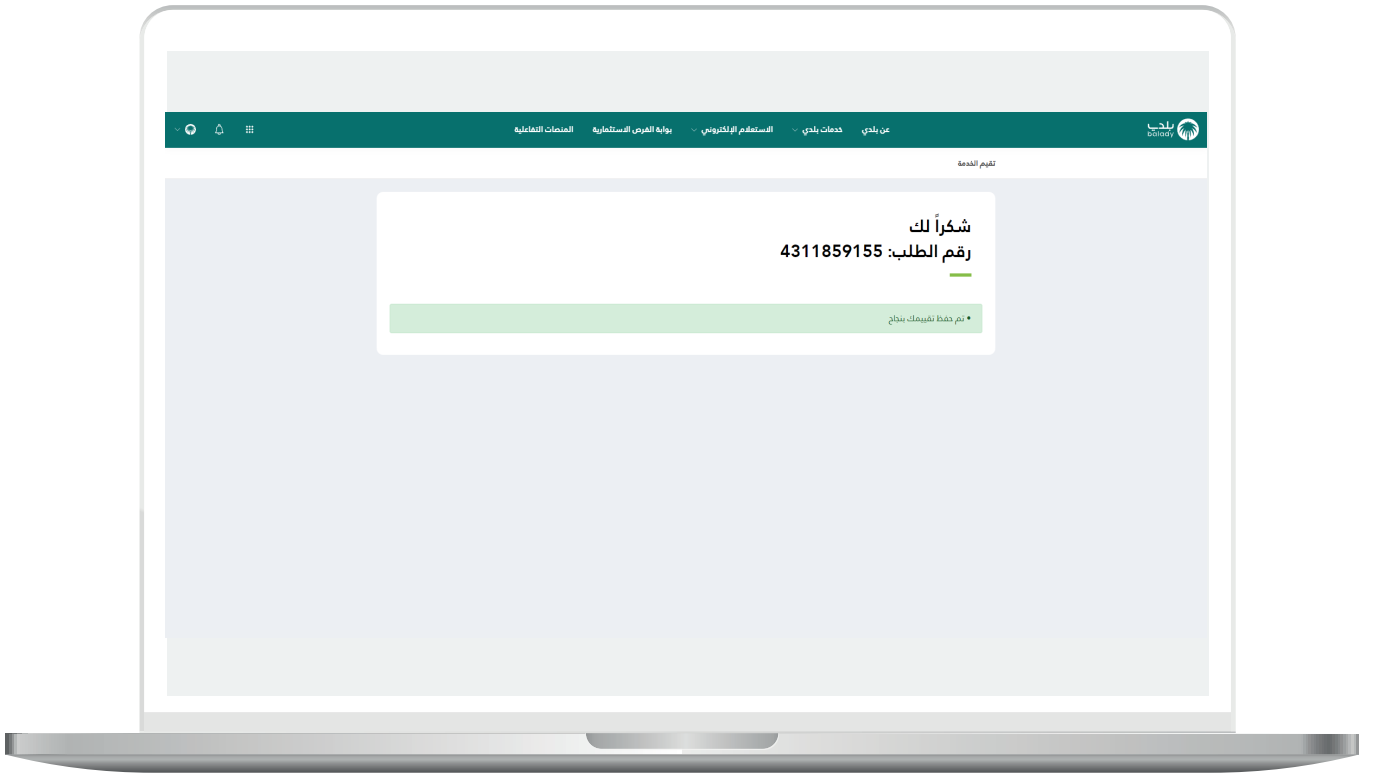 بلدي
balady
عن بلدي
خدمات بلدي
الاستعلام الإلكتروني
بوابة الفرص الاستثمارية
المنصات التفاعلية
تقيم الخدمة
شكراً لك
رقم الطلب: 4311859155
• تم حفظ تقييمك بنجاح